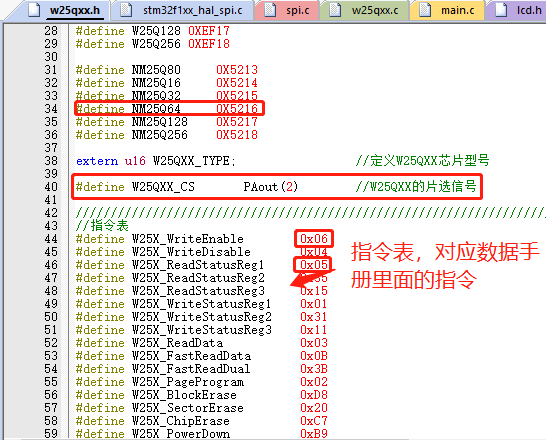 w25qxx.h stm32f1xx_hal_spi.c spi.c w25qxx.c main.c lcd.h
28 #define W25Q128 0XEF17
29 #define W25Q256 0XEF18
30
31 #define NM25Q80 0X5213
32 #define NM25Q16 0X5214
33 #define NM25Q32 0X5215
34 #define NM25Q64 0X5216
35 #define NM25Q128 0X5217
36 #define NM25Q256 0X5218
37
38 extern u16 W25QXX_TYPE; //定义W25QXX芯片型号
39
40 #define W25QXX_CS PAout(2) //W25QXX的片选信号
41
42 ////////////////////////////////////////////////////////////////////
43 //指令表
44 #define W25X_WriteEnable 0x06
45 #define W25X_WriteDisable 0x04
46 #define W25X_ReadStatusReg1 0x05
47 #define W25X_ReadStatusReg2 0x35
48 #define W25X_ReadStatusReg3 0x15
49 #define W25X_WriteStatusReg1 0x01
50 #define W25X_WriteStatusReg2 0x31
51 #define W25X_WriteStatusReg3 0x11
52 #define W25X_ReadData 0x03
53 #define W25X_FastReadData 0x0B
54 #define W25X_FastReadDual 0x3B
55 #define W25X_PageProgram 0x02
56 #define W25X_BlockErase 0xD8
57 #define W25X_SectorErase 0x20
58 #define W25X_ChipErase 0xC7
59 #define W25X_PowerDown 0xB9
指令表，对应数据手
册里面的指令